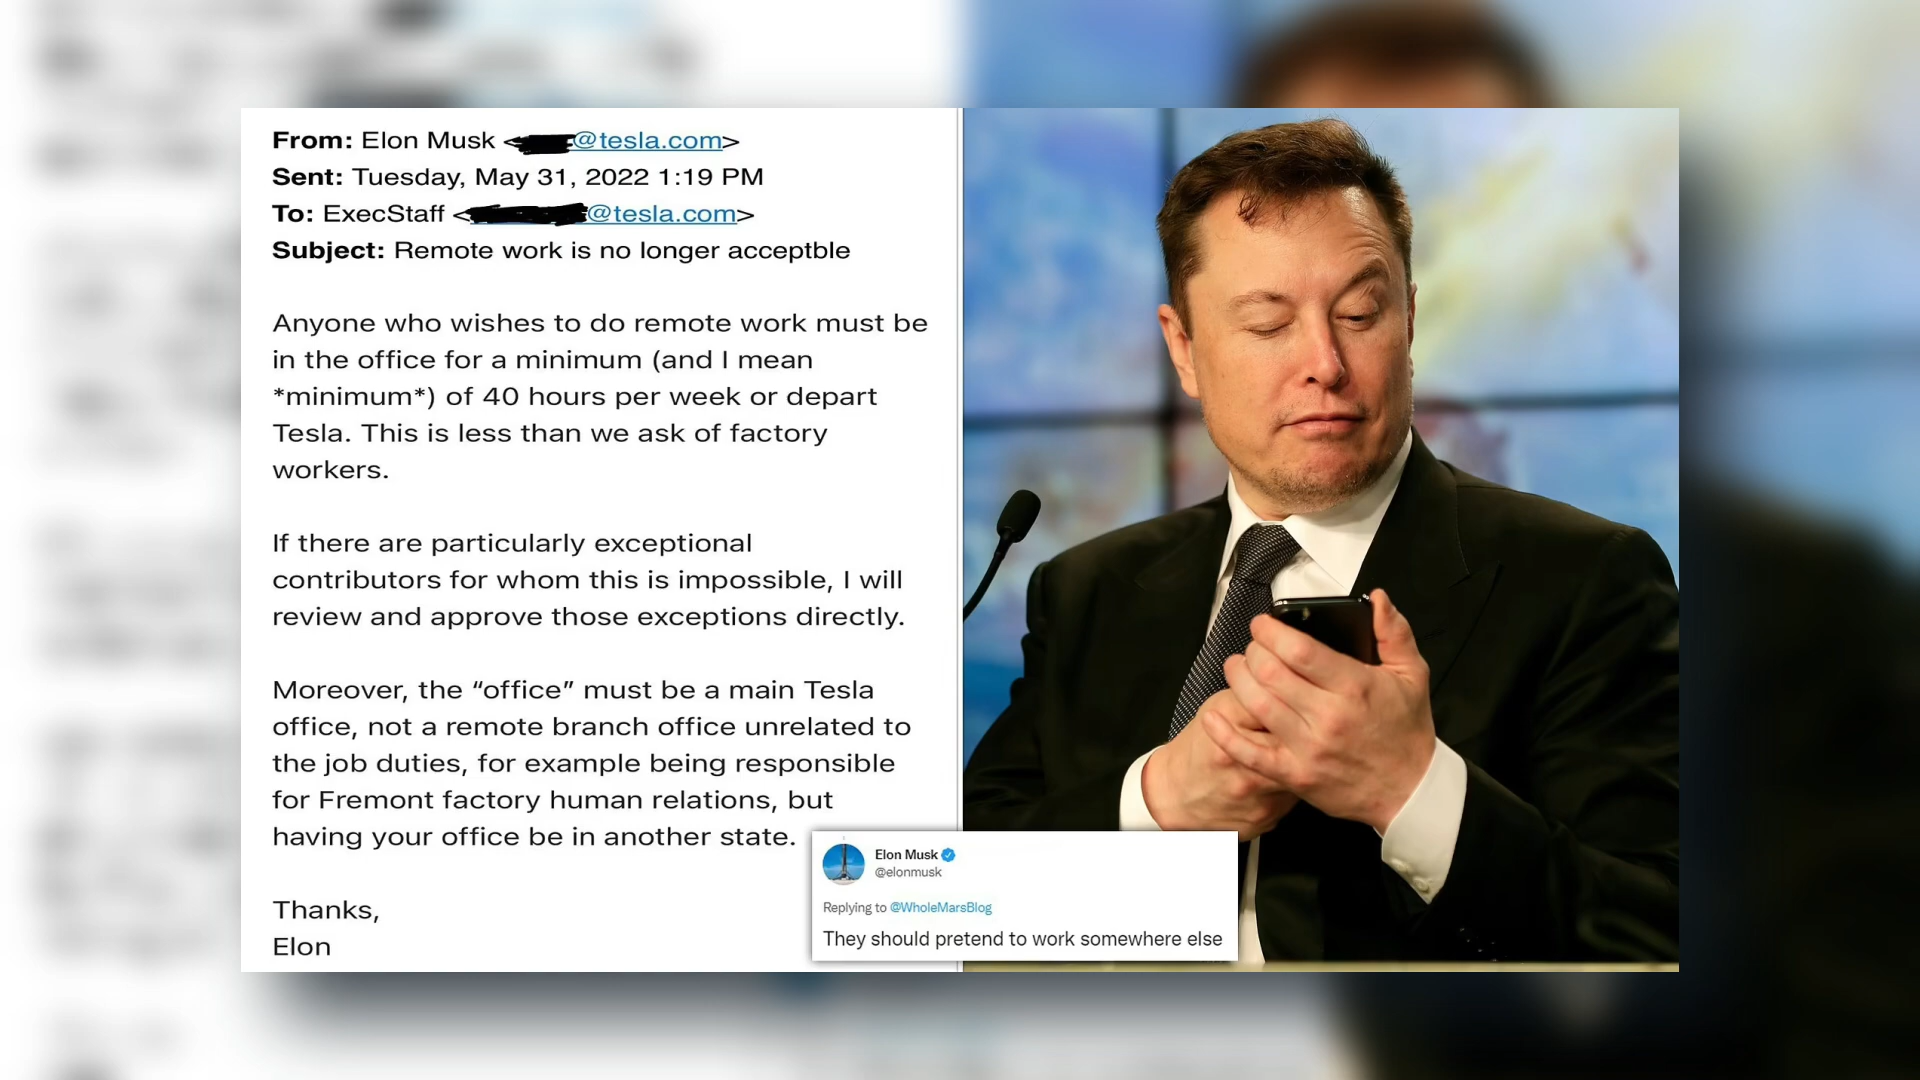 From: Elon Musk <@tesla.com>
Sent: Tuesday, May 31, 2022 1:19 PM
To: ExecStaff <@tesla.com>
Subject: Remote work is no longer acceptble
Anyone who wishes to do remote work must be
in the office for a minimum (and I mean
*minimum*) of 40 hours per week or depart
Tesla. This is less than we ask of factory
workers.
If there are particularly exceptional
contributors for whom this is impossible, I will
review and approve those exceptions directly.
Moreover, the “office” must be a main Tesla
office, not a remote branch office unrelated to
the job duties, for example being responsible
for Fremont factory human relations, but
having your office be in another state.
Thanks,
Elon
Elon Musk
@elonmusk
Replying to @WholeMarsBlog
They should pretend to work somewhere else